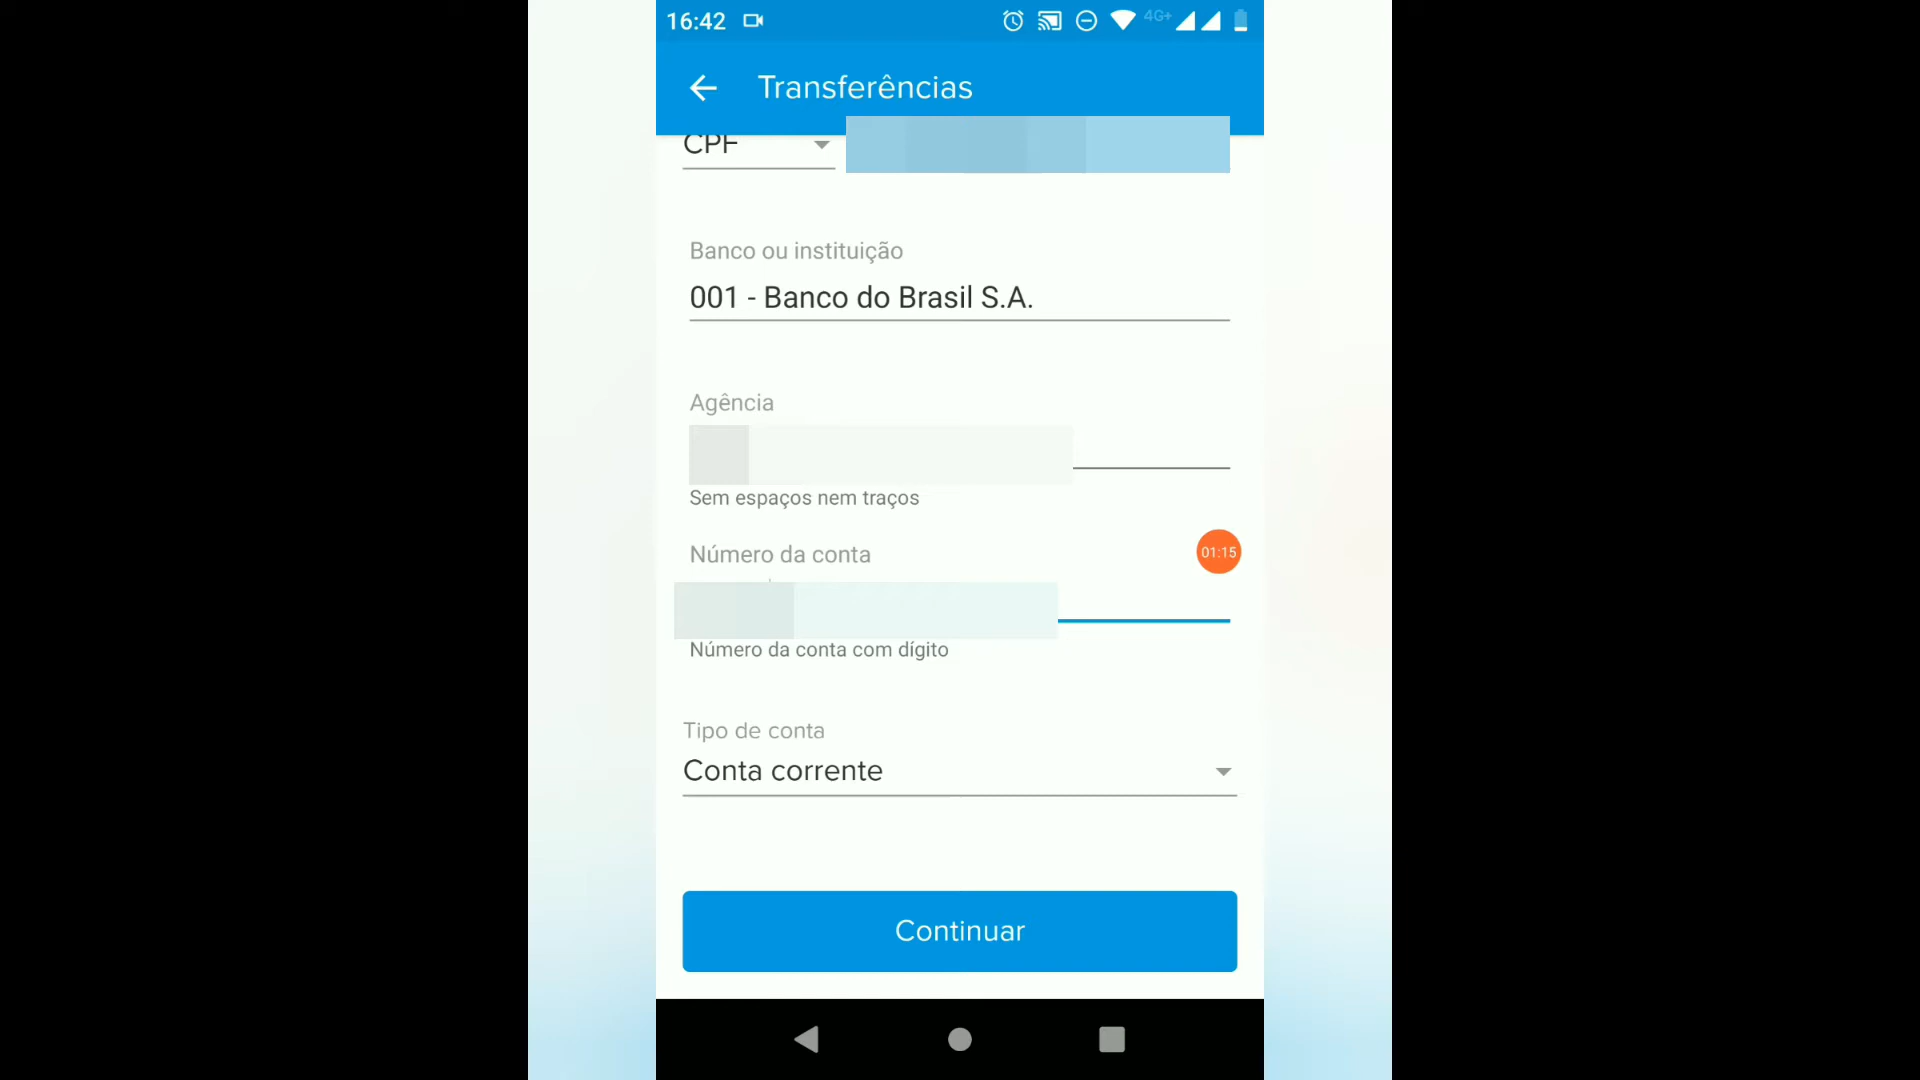 16:42
4G+
Transferências
CPF
Banco ou instituição
001 - Banco do Brasil S.A.
Agência
Sem espaços nem traços
Número da conta
01:15
Número da conta com dígito
Tipo de conta
Conta corrente
Continuar